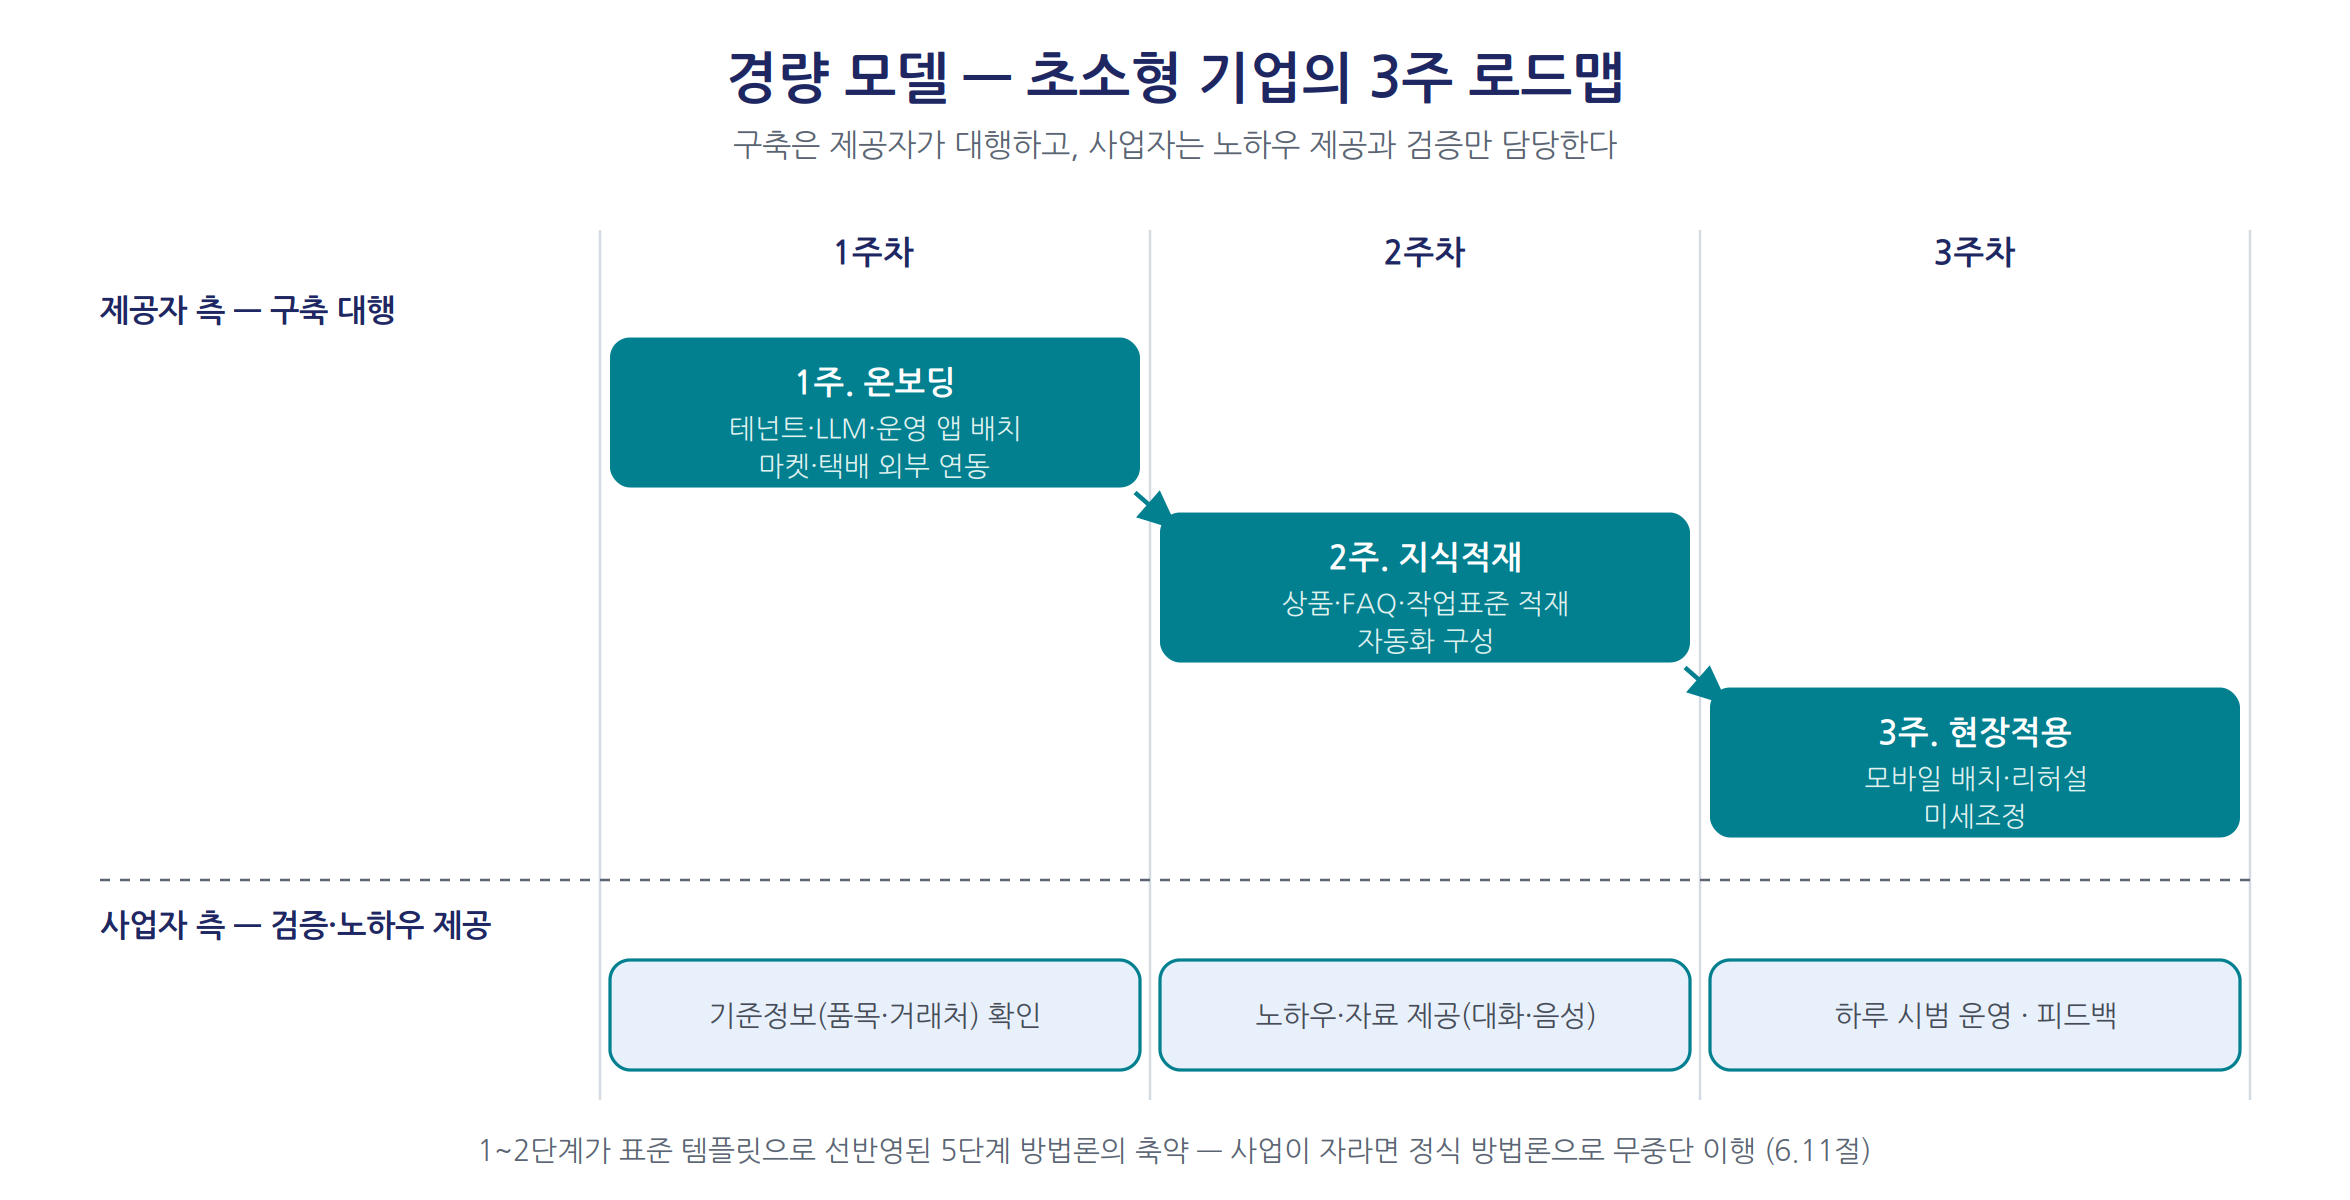 경량 모델 — 초소형 기업의 3주 로드맵
구축은 제공자가 대행하고, 사업자는 노하우 제공과 검증만 담당한다
1주차
2주차
3주차
제공자 측 — 구축 대행
1주. 온보딩
테넌트·LLM·운영 앱 배치
마켓·택배 외부 연동
2주. 지식적재
상품·FAQ·작업표준 적재
자동화 구성
3주. 현장적용
모바일 배치·리허설
미세조정
사업자 측 — 검증·노하우 제공
기준정보(품목·거래처) 확인
노하우·자료 제공(대화·음성)
하루 시범 운영 · 피드백
1~2단계가 표준 템플릿으로 선반영된 5단계 방법론의 축약 — 사업이 자라면 정식 방법론으로 무중단 이행 (6.11절)